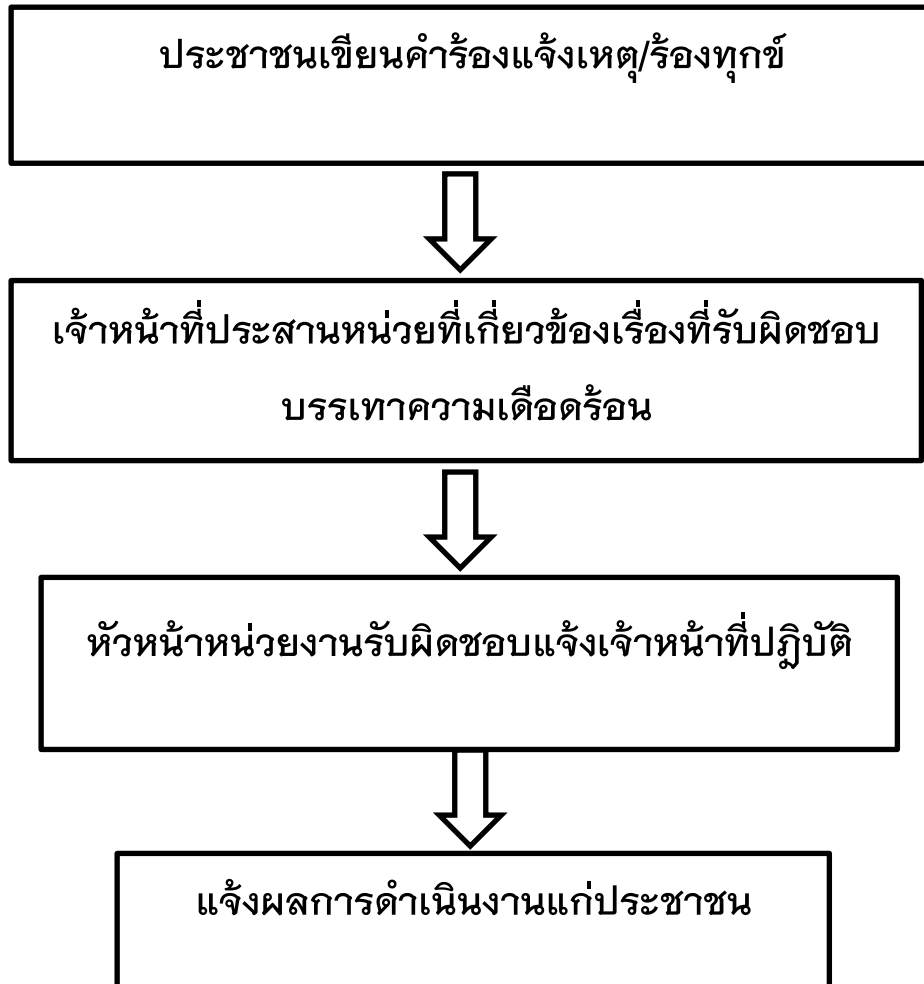 ประชาชนเขียนคำร้องแจ้งเหตุ/ร้องทุกข์
เจ้าหน้าที่ประสานหน่วยที่เกี่ยวข้องเรื่องที่รับผิดชอบ
บรรเทาความเดือดร้อน
หัวหน้าหน่วยงานรับผิดชอบแจ้งเจ้าหน้าที่ปฎิบัติ
แจ้งผลการดำเนินงานแก่ประชาชน